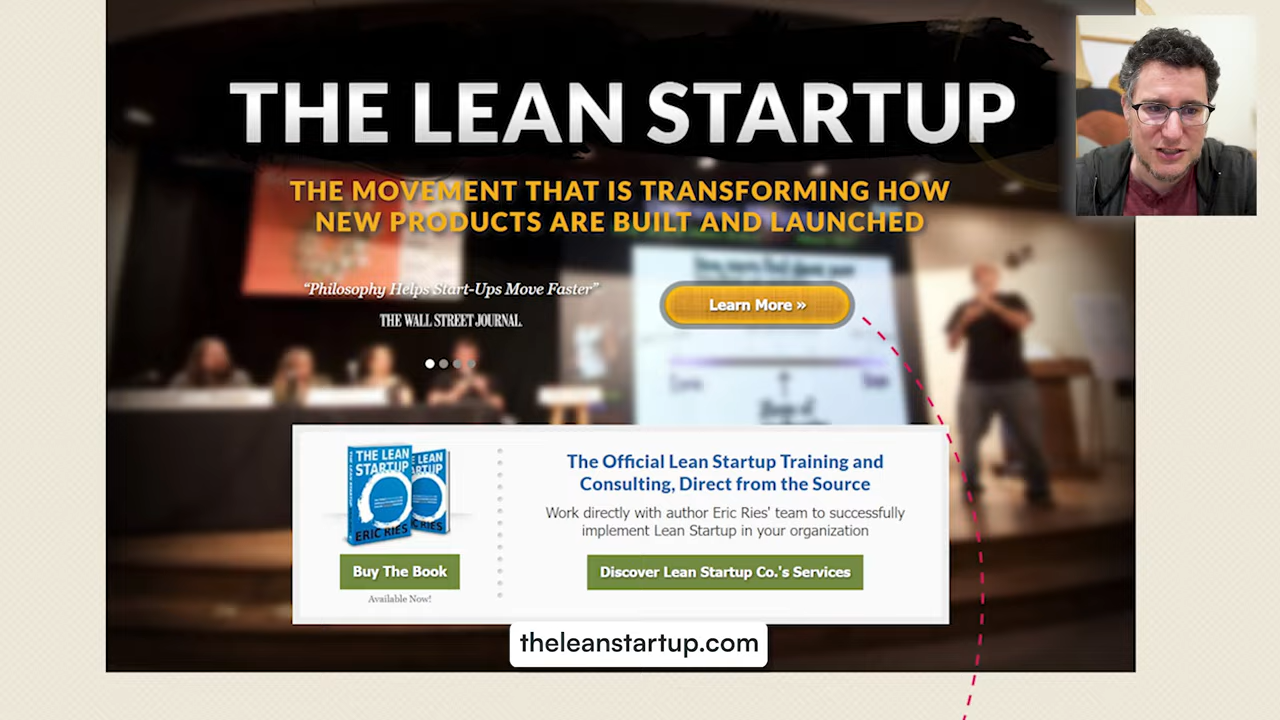 THE LEAN STARTUP
THE MOVEMENT THAT IS TRANSFORMING HOW
NEW PRODUCTS ARE BUILT AND LAUNCHED
“Philosophy Helps Start-Ups Move Faster”
THE WALL STREET JOURNAL.
Learn More »
THE LEAN
STARTUP
ERIC RIES
LEAN
RTUP
RIES
Buy The Book
Available Now!
The Official Lean Startup Training and
Consulting, Direct from the Source
Work directly with author Eric Ries' team to successfully
implement Lean Startup in your organization
Discover Lean Startup Co.'s Services
theleanstartup.com